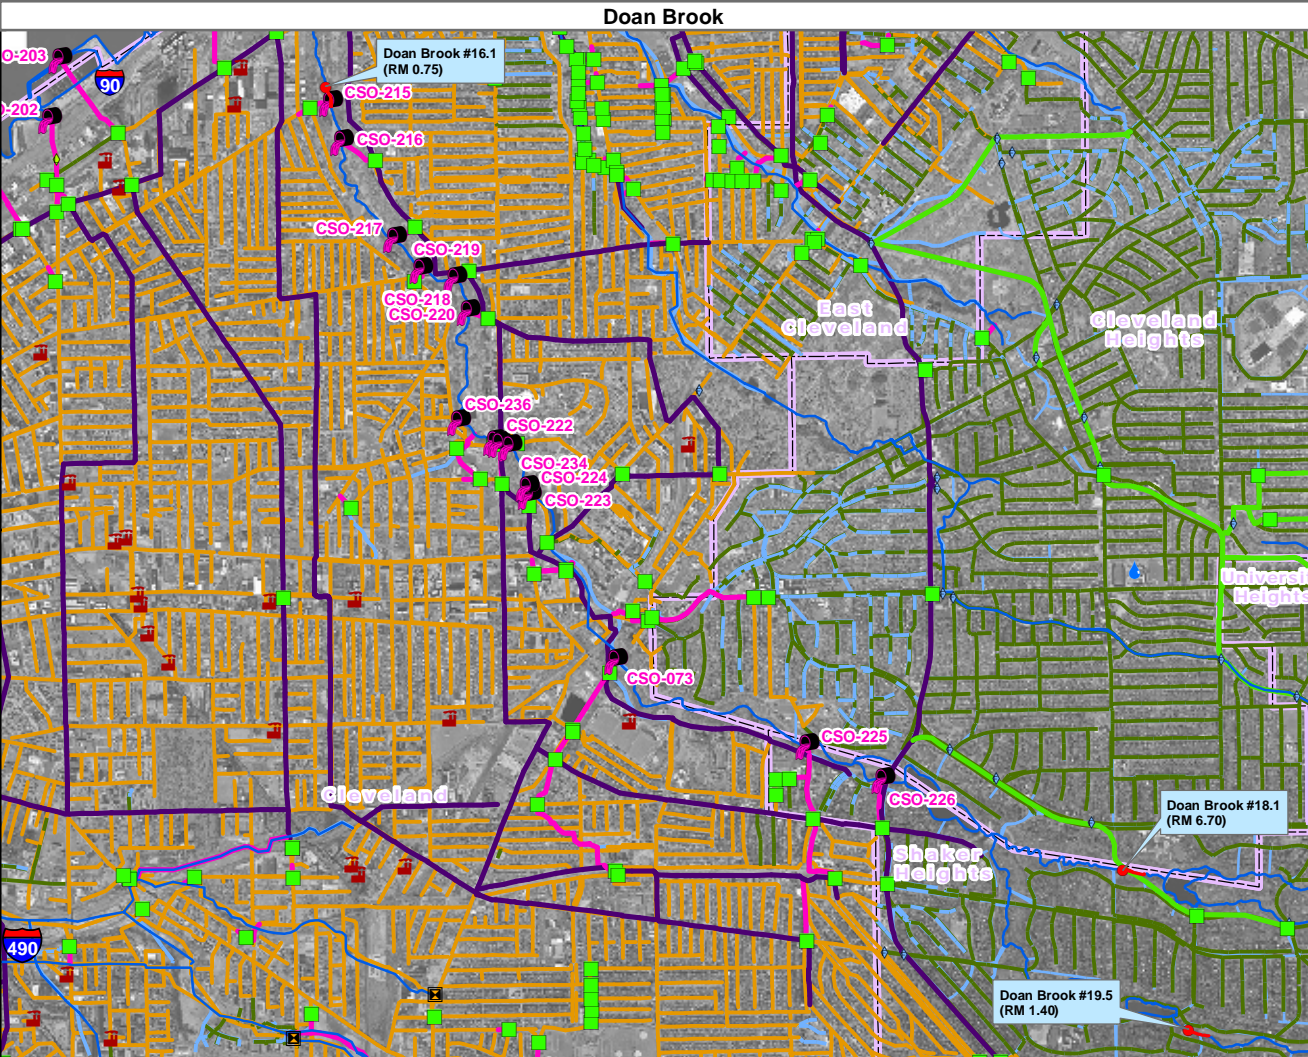 Doan Brook
O-203
90
-202
Doan Brook #16.1
(RM 0.75)
CSO-215
CSO-216
CSO-217
CSO-219
CSO-218
CSO-220
East
Cleveland
Cleveland
Heights
CSO-236
CSO-222
CSO-234
CSO-224
CSO-223
Universi
Heights
CSO-073
CSO-225
Cleveland
CSO-226
Doan Brook #18.1
(RM 6.70)
Shaker
Heights
490
Doan Brook #19.5
(RM 1.40)